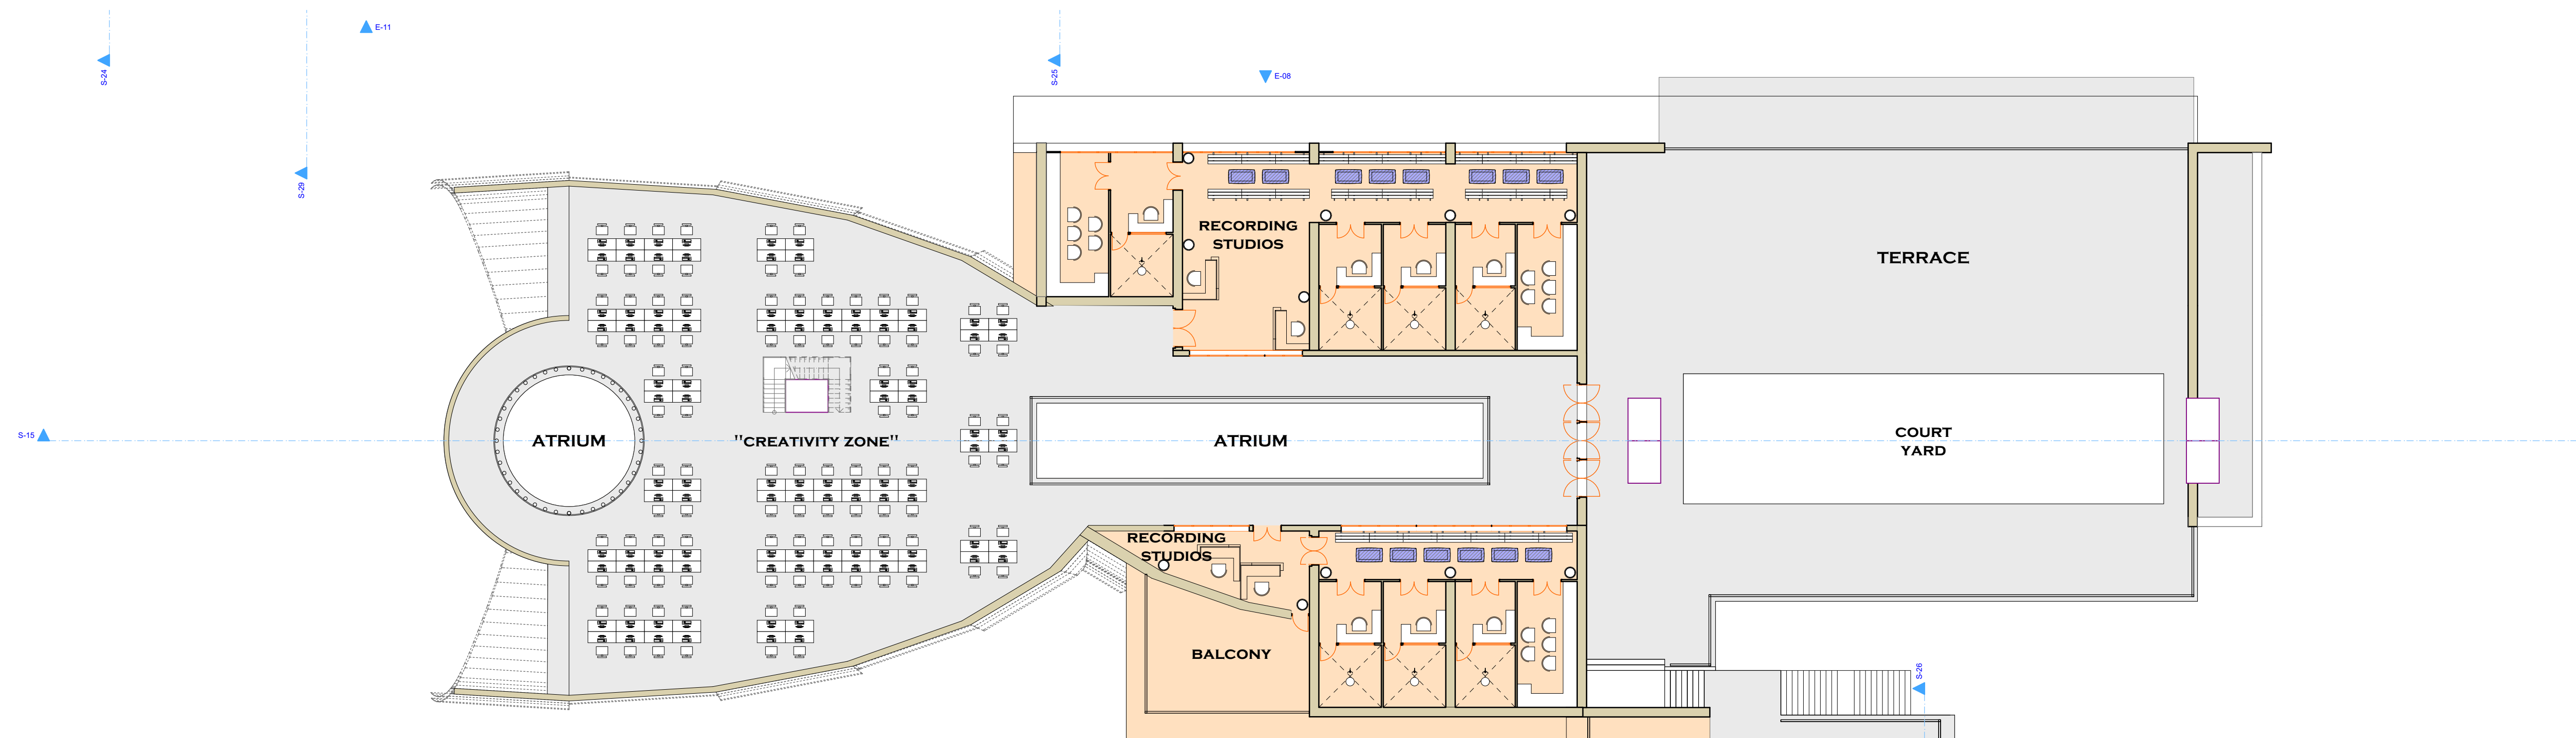 E-11
S-24
S-25
E-08
S-29
RECORDING
STUDIOS
TERRACE
S-15
ATRIUM
"CREATIVITY ZONE"
ATRIUM
COURT
YARD
RECORDING
STUDIOS
BALCONY
S-26